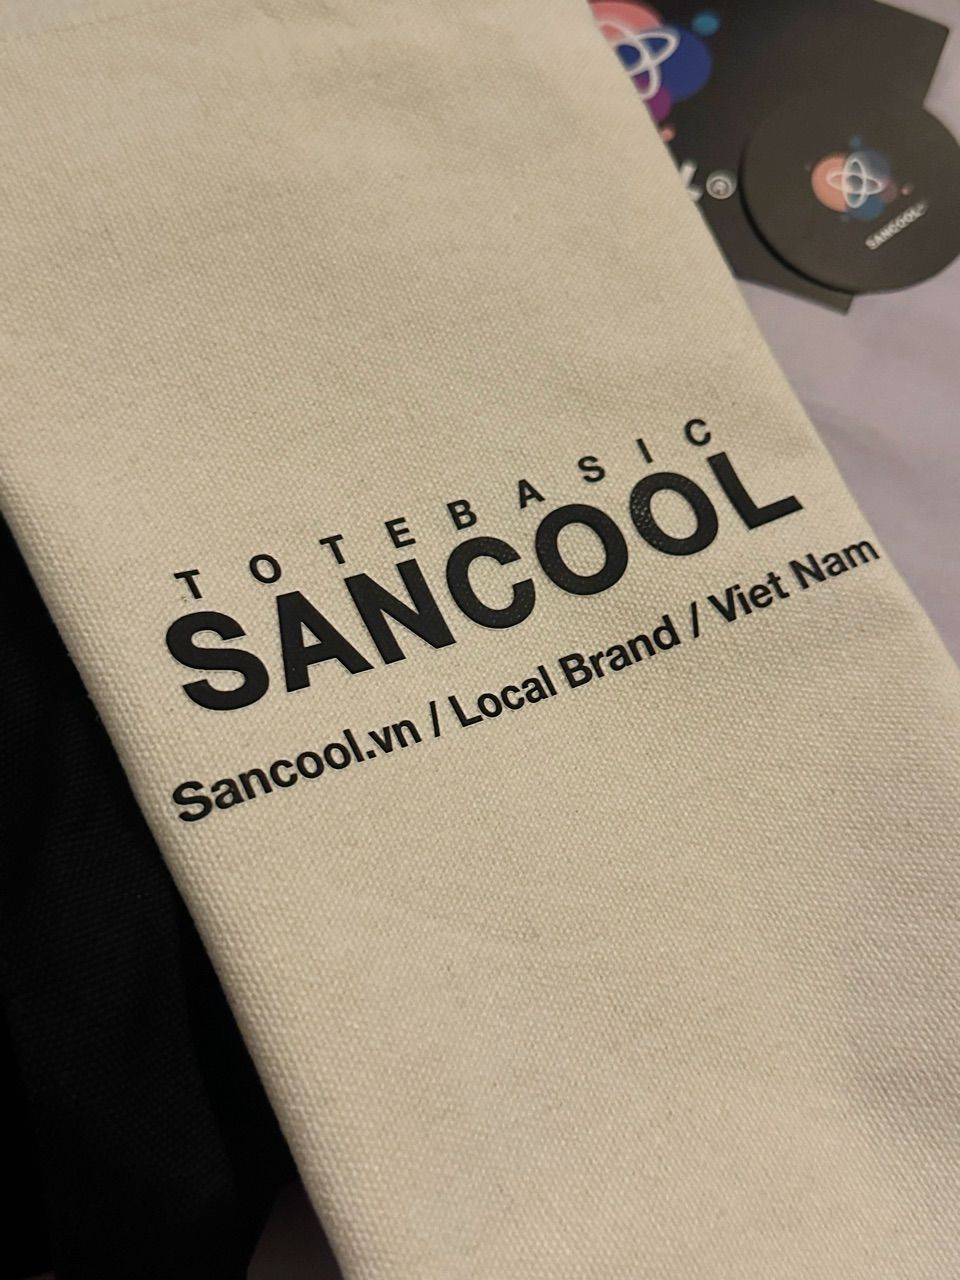 TOTEBASIC
SANCOOL
Sancool.vn / Local Brand / Viet Nam
SANCOOL